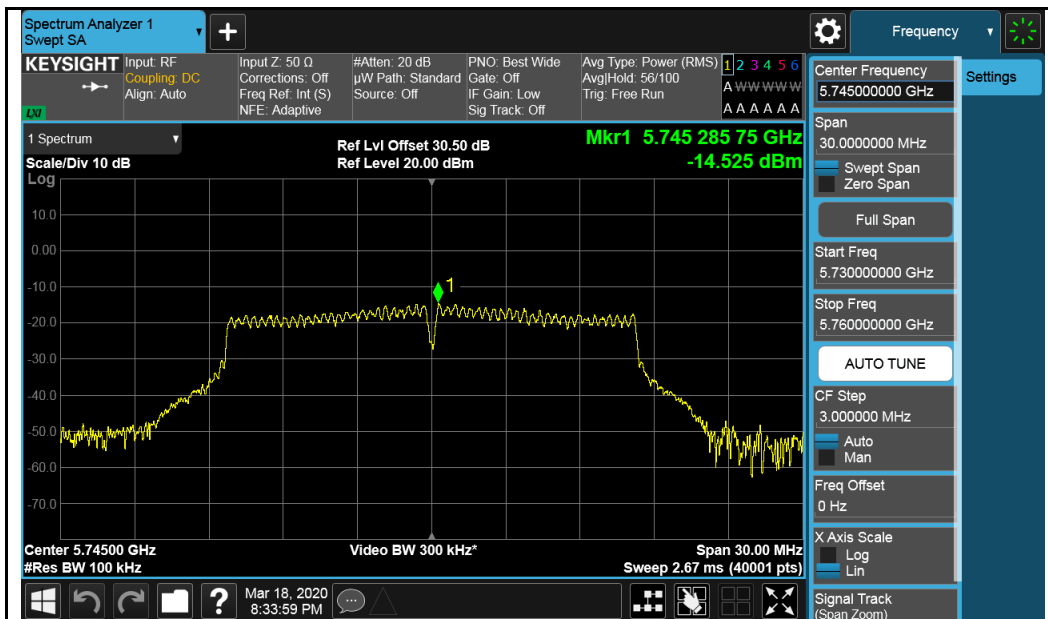 Spectrum Analyzer 1
Swept SA
Frequency
KEYSIGHT
Input: RF
Coupling: DC
Align: Auto
Input Z: 50 Ω
Corrections: Off
Freq Ref: Int (S)
NFE: Adaptive
#Atten: 20 dB
µW Path: Standard
Source: Off
PNO: Best Wide
Gate: Off
IF Gain: Low
Sig Track: Off
Avg Type: Power (RMS)
Avg|Hold: 56/100
Trig: Free Run
1 2 3 4 5 6
A W W W W W
A A A A A A
LXI
1 Spectrum
Scale/Div 10 dB
Log
Ref Lvl Offset 30.50 dB
Ref Level 20.00 dBm
Mkr1 5.745 285 75 GHz
-14.525 dBm
10.0
0.00
-10.0
-20.0
-30.0
-40.0
-50.0
-60.0
-70.0
1
Center 5.74500 GHz
#Res BW 100 kHz
Video BW 300 kHz*
Span 30.00 MHz
Sweep 2.67 ms (40001 pts)
Mar 18, 2020
8:33:59 PM
Center Frequency
5.745000000 GHz
Settings
Span
30.0000000 MHz
Swept Span
Zero Span
Full Span
Start Freq
5.730000000 GHz
Stop Freq
5.760000000 GHz
AUTO TUNE
CF Step
3.000000 MHz
Auto
Man
Freq Offset
0 Hz
X Axis Scale
Log
Lin
Signal Track
(Span Zoom)